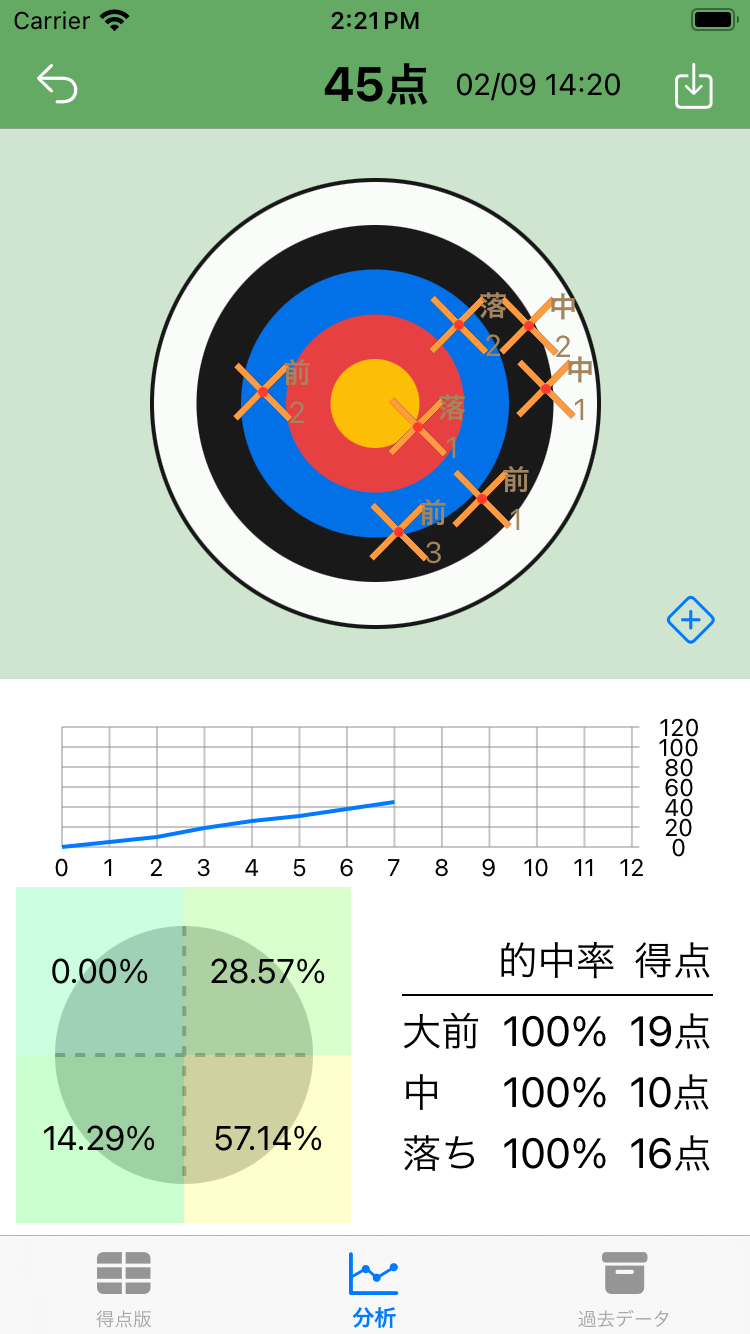 Carrier 2:21 PM
45点 02/09 14:20
落 中
2 2
中
1
前
2
落
1
前
1
前
3
120
100
80
60
40
20
0
0 1 2 3 4 5 6 7 8 9 10 11 12
0.00% 28.57%
14.29% 57.14%
的中率 得点
大前 100% 19点
中 100% 10点
落ち 100% 16点
得点版 分析 過去データ